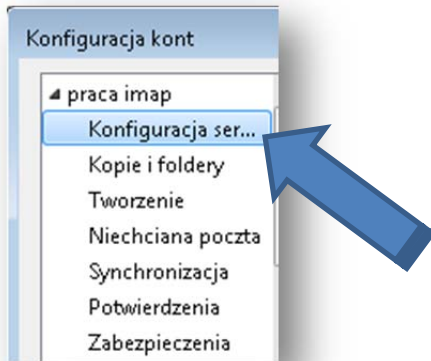 Konfiguracja kont
praca imap
Konfiguracja ser...
Kopie i foldery
Tworzenie
Niechciana poczta
Synchronizacja
Potwierdzenia
Zabezpieczenia